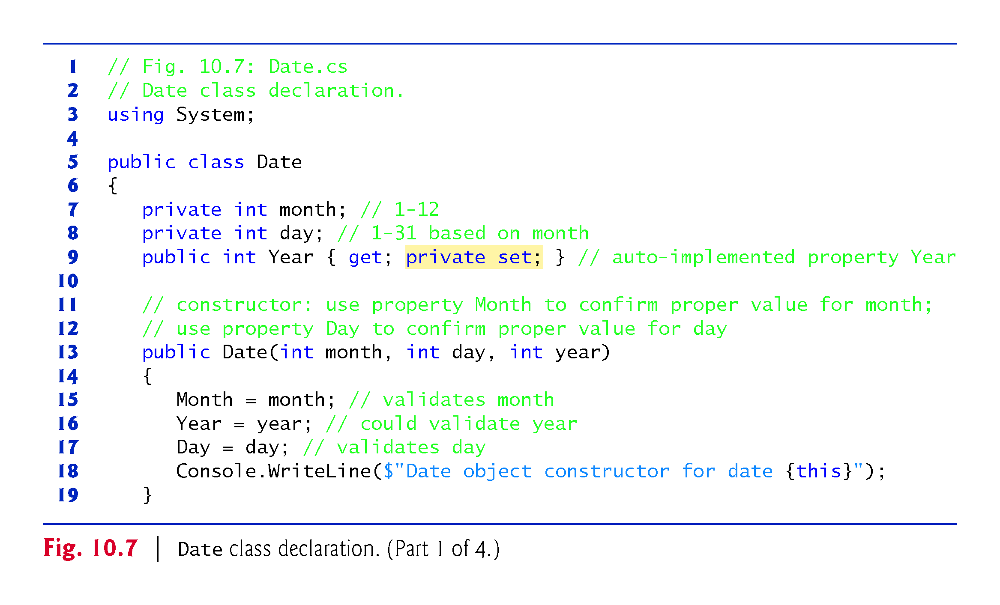 1 // Fig. 10.7: Date.cs
2 // Date class declaration.
3 using System;
4
5 public class Date
6 {
7 private int month; // 1-12
8 private int day; // 1-31 based on month
9 public int Year { get; private set; } // auto-implemented property Year
10
11 // constructor: use property Month to confirm proper value for month;
12 // use property Day to confirm proper value for day
13 public Date(int month, int day, int year)
14 {
15 Month = month; // validates month
16 Year = year; // could validate year
17 Day = day; // validates day
18 Console.WriteLine($"Date object constructor for date {this}");
19 }
Fig. 10.7 | Date class declaration. (Part 1 of 4.)